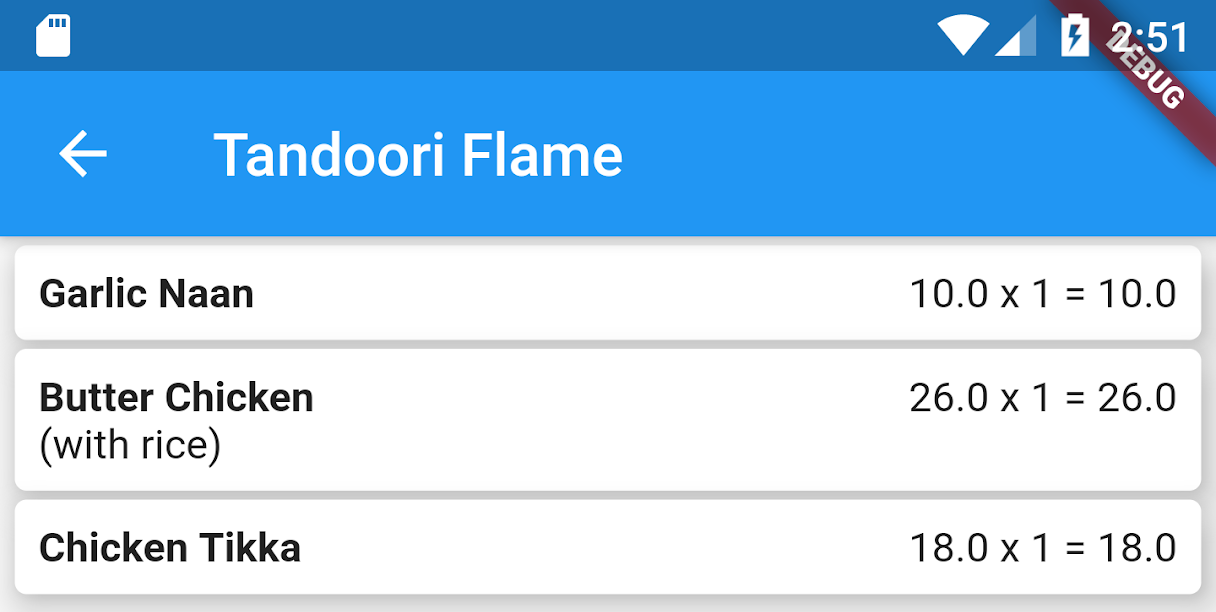 2:51
DEBUG
Tandoori Flame
Garlic Naan 10.0 x 1 = 10.0
Butter Chicken 26.0 x 1 = 26.0
(with rice)
Chicken Tikka 18.0 x 1 = 18.0